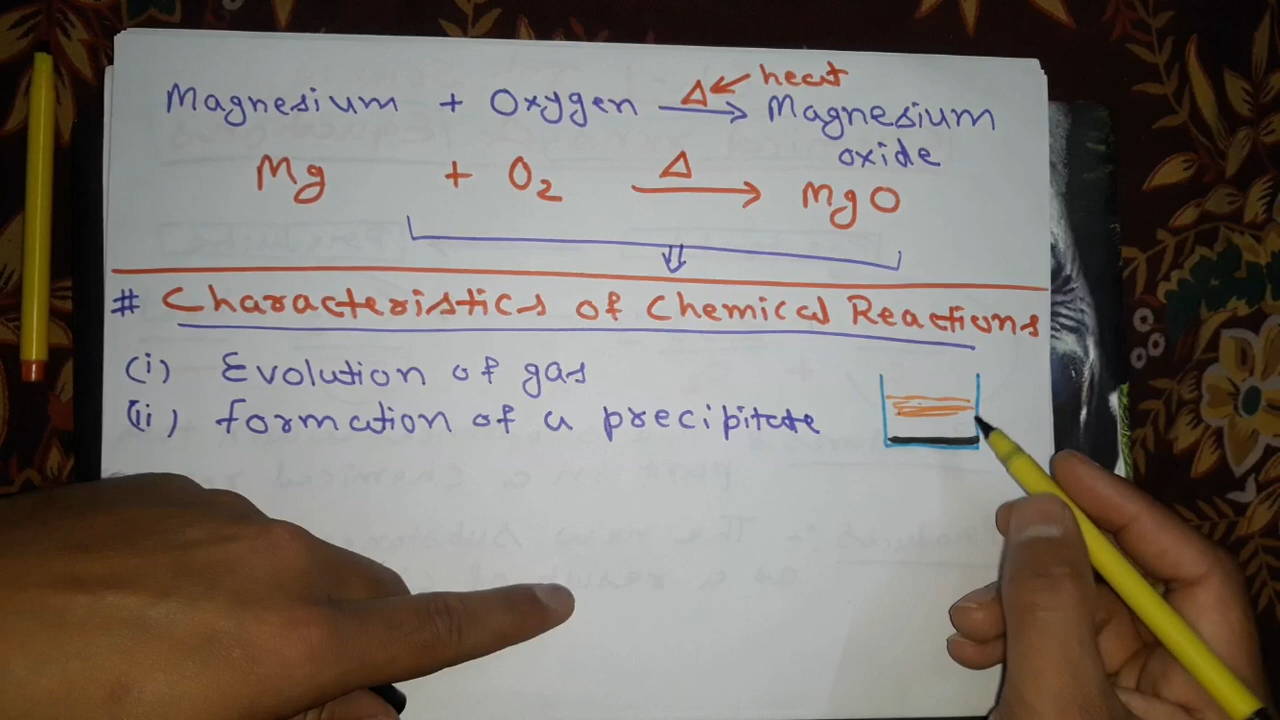 heat
Magnesium + Oxygen Δ→ Magnesium
oxide
Mg + O₂ Δ→ MgO
⇓
# Characteristics of Chemical Reactions
(i) Evolution of gas
(ii) formation of a precipitate